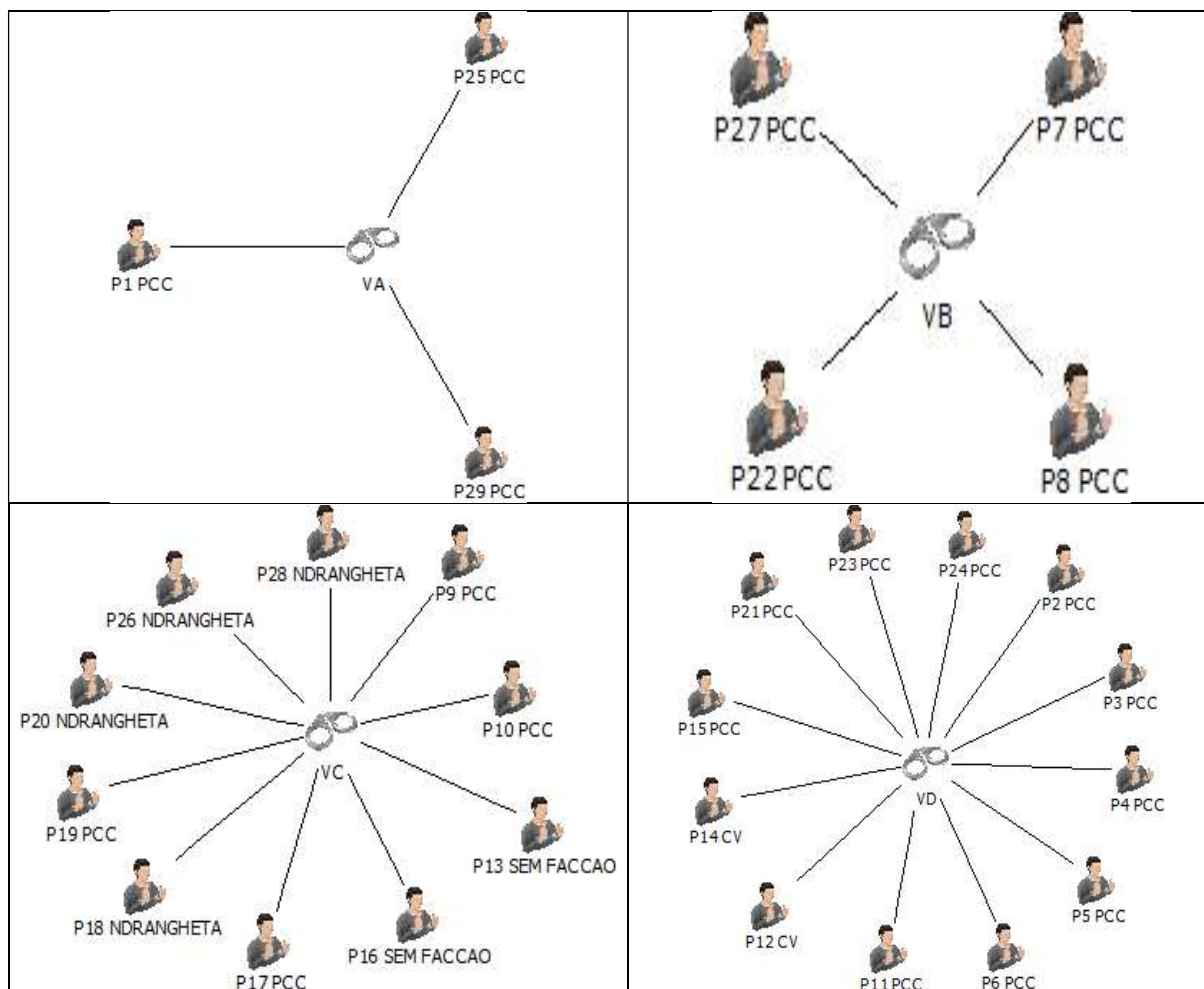 P25 PCC
P1 PCC
VA
P29 PCC
P27 PCC
P7 PCC
VB
P22 PCC
P8 PCC
P28 NDRANGHETA
P9 PCC
P26 NDRANGHETA
P20 NDRANGHETA
P10 PCC
VC
P19 PCC
P13 SEM FACCAO
P18 NDRANGHETA
P16 SEM FACCAO
P17 PCC
P23 PCC
P24 PCC
P21 PCC
P2 PCC
P3 PCC
P15 PCC
VD
P4 PCC
P14 CV
P5 PCC
P12 CV
P11 PCC
P6 PCC